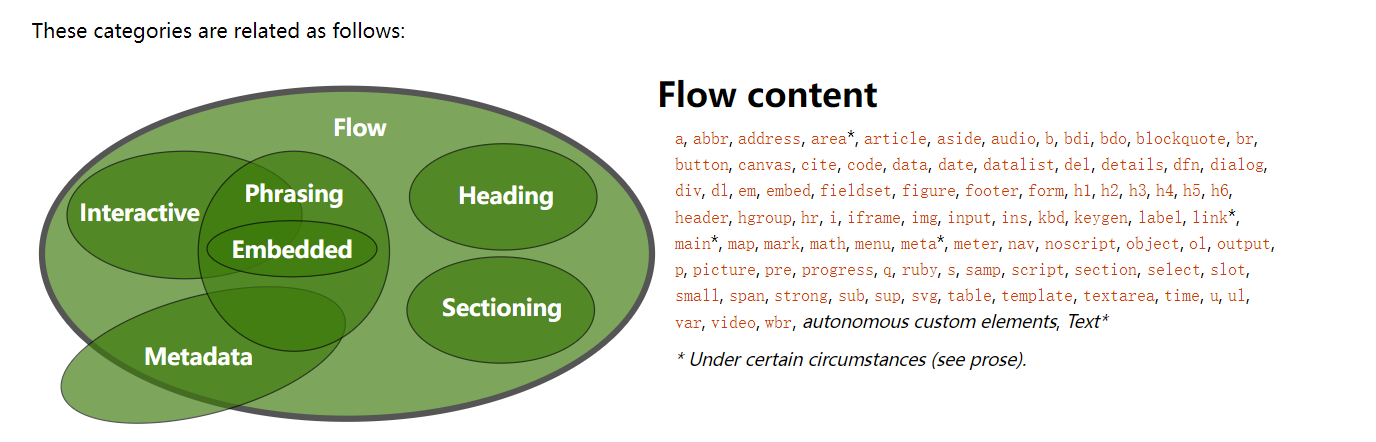 These categories are related as follows:
Flow
Phrasing
Interactive
Embedded
Heading
Sectioning
Metadata
Flow content
a, abbr, address, area*, article, aside, audio, b, bdi, bdo, blockquote, br,
button, canvas, cite, code, data, date, datalist, del, details, dfn, dialog,
div, dl, em, embed, fieldset, figure, footer, form, h1, h2, h3, h4, h5, h6,
header, hgroup, hr, i, iframe, img, input, ins, kbd, keygen, label, link*,
main*, map, mark, math, menu, meta*, meter, nav, noscript, object, ol, output,
p, picture, pre, progress, q, ruby, s, samp, script, section, select, slot,
small, span, strong, sub, sup, svg, table, template, textarea, time, u, ul,
var, video, wbr, autonomous custom elements, Text*
* Under certain circumstances (see prose).